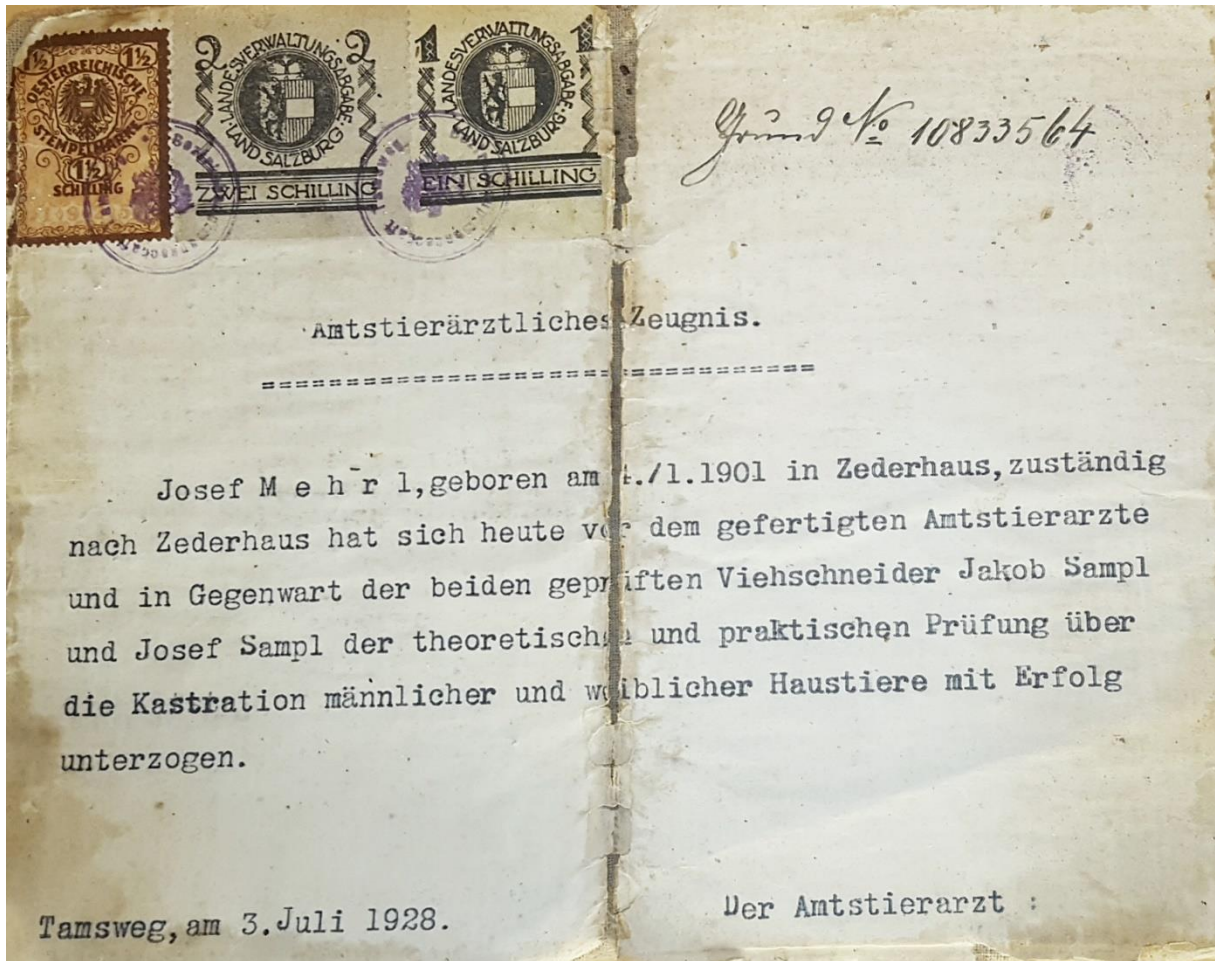 1½ 1½
OESTERREICHISCHE
STEMPELMARKE
1½
SCHILLING
2 2
LANDESVERWALTUNGSABGABE
LAND SALZBURG
ZWEI SCHILLING
1 1
LANDESVERWALTUNGSABGABE
LAND SALZBURG
EIN SCHILLING
Grund No 10833564
Amtstierärztliches Zeugnis.
=================================
Josef M e h r l, geboren am /1.1901 in Zederhaus, zuständig
nach Zederhaus hat sich heute vor dem gefertigten Amtstierarzte
und in Gegenwart der beiden geprüften Viehschneider Jakob Sampl
und Josef Sampl der theoretischen und praktischen Prüfung über
die Kastration männlicher und weiblicher Haustiere mit Erfolg
unterzogen.
Tamsweg, am 3. Juli 1928.
Der Amtstierarzt :